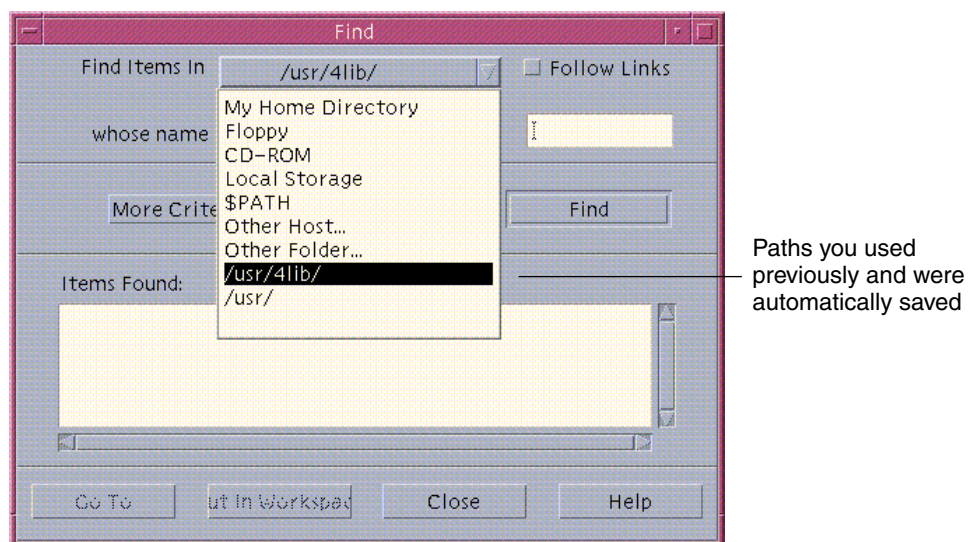 Find
Find Items In
/usr/4lib/
Follow Links
My Home Directory
whose name
Floppy
CD-ROM
Local Storage
$PATH
Other Host...
Other Folder...
/usr/4lib/
/usr/
More Crite
Find
Paths you used
previously and were
automatically saved
Items Found:
Go To
ut In Workspac
Close
Help